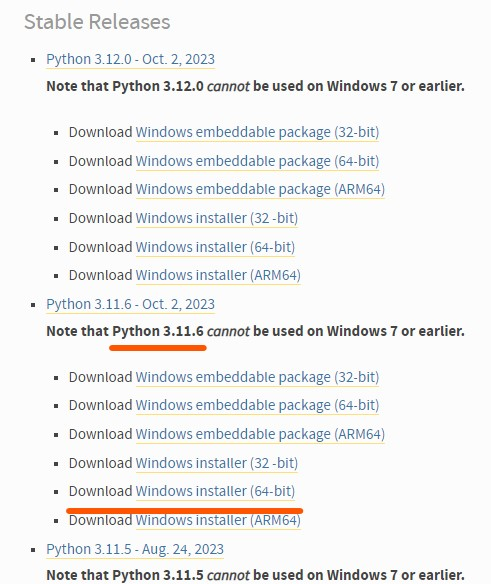 Stable Releases
Python 3.12.0 - Oct. 2, 2023
Note that Python 3.12.0 cannot be used on Windows 7 or earlier.
Download Windows embeddable package (32-bit)
Download Windows embeddable package (64-bit)
Download Windows embeddable package (ARM64)
Download Windows installer (32 -bit)
Download Windows installer (64-bit)
Download Windows installer (ARM64)
Python 3.11.6 - Oct. 2, 2023
Note that Python 3.11.6 cannot be used on Windows 7 or earlier.
Download Windows embeddable package (32-bit)
Download Windows embeddable package (64-bit)
Download Windows embeddable package (ARM64)
Download Windows installer (32 -bit)
Download Windows installer (64-bit)
Download Windows installer (ARM64)
Python 3.11.5 - Aug. 24, 2023
Note that Python 3.11.5 cannot be used on Windows 7 or earlier.